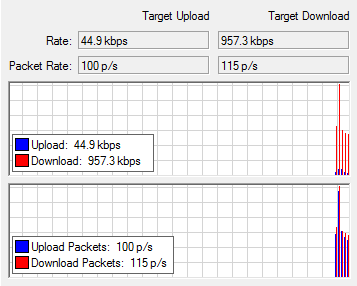 Target Upload Target Download
Rate: 44.9 kbps 957.3 kbps
Packet Rate: 100 p/s 115 p/s
Upload: 44.9 kbps
Download: 957.3 kbps
Upload Packets: 100 p/s
Download Packets: 115 p/s